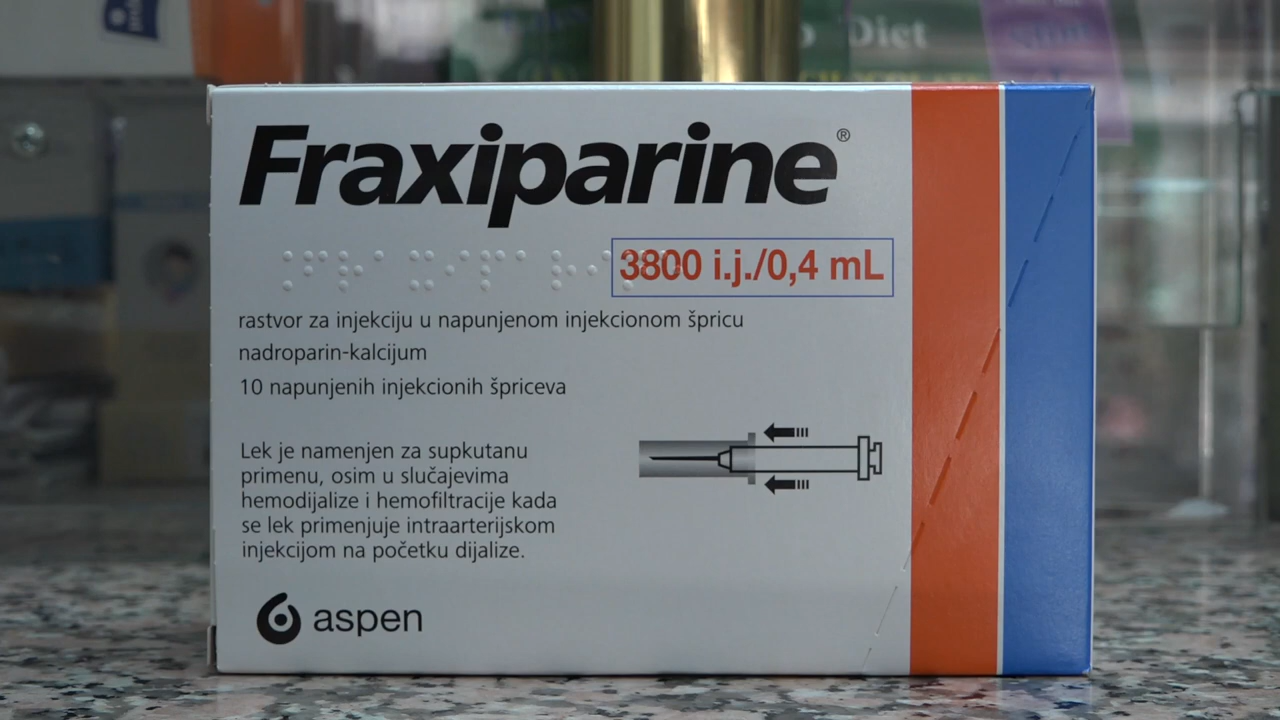 Diet
Fraxiparine®
3800 i.j./0,4 mL
rastvor za injekciju u napunjenom injekcionom špricu
nadroparin-kalcijum
10 napunjenih injekcionih špriceva
Lek je namenjen za supkutanu
primenu, osim u slučajevima
hemodijalize i hemofiltracije kada
se lek primenjuje intraarterijskom
injekcijom na početku dijalize.
aspen